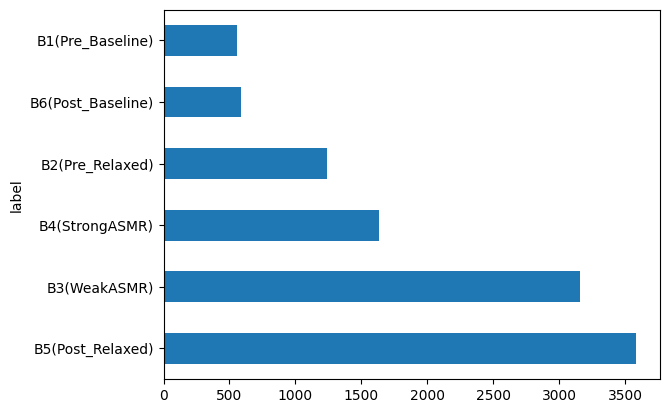 B1(Pre_Baseline)
B6(Post_Baseline)
B2(Pre_Relaxed)
B4(StrongASMR)
B3(WeakASMR)
B5(Post_Relaxed)
label
0 500 1000 1500 2000 2500 3000 3500